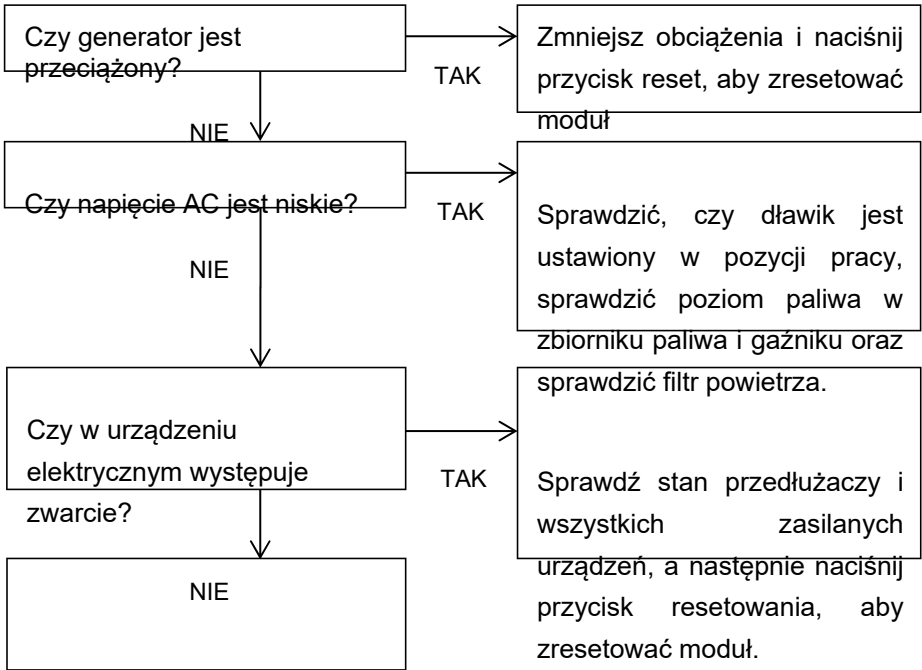 Czy generator jest
przeciążony?
TAK
Zmniejsz obciążenia i naciśnij
przycisk reset, aby zresetować
moduł
NIE
Czy napięcie AC jest niskie?
TAK
Sprawdzić, czy dławik jest
ustawiony w pozycji pracy,
sprawdzić poziom paliwa w
zbiorniku paliwa i gaźniku oraz
sprawdzić filtr powietrza.
NIE
Czy w urządzeniu
elektrycznym występuje
zwarcie?
TAK
Sprawdź stan przedłużaczy i
wszystkich zasilanych
urządzeń, a następnie naciśnij
przycisk resetowania, aby
zresetować moduł.
NIE